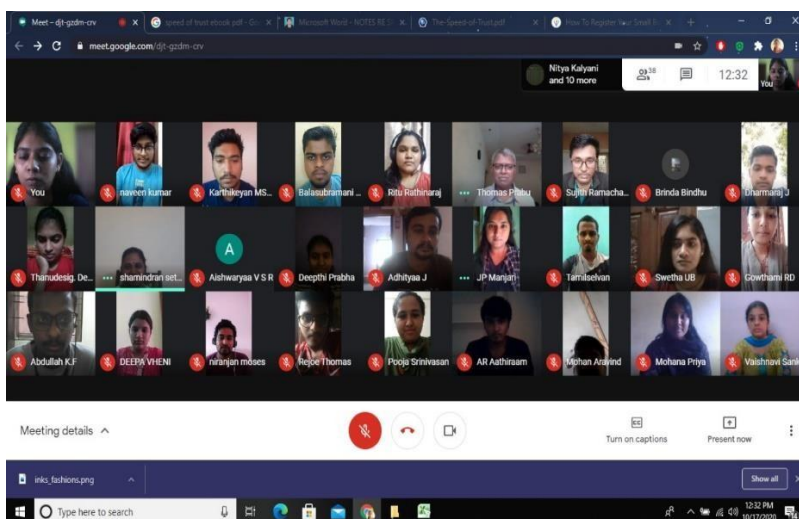 Meet – djt-gzdm-crv
speed of trust ebook pdf - Go
Microsoft Word - NOTES RE S
The-Speed-of-Trust.pdf
How To Register Your Small B
meet.google.com/djt-gzdm-crv
Nitya Kalyani
and 10 more
38
12:32
You
You
naveen kumar
Karthikeyan MS...
Balasubramani ...
Ritu Rathinaraj
Thomas Prabu
Sujith Ramacha...
Brinda Bindhu
Dharmaraj J
Thanudesig. De...
shamindran set...
A
Aishwaryaa V S R
Deepthi Prabha
Adhityaa J
JP Manjari
Tamilselvan
Swetha UB
Gowthami RD
Abdullah K.F
DEEPA VHENI
niranjan moses
Rejoe Thomas
Pooja Srinivasan
AR Aathiraam
Mohan Aravind
Mohana Priya
Vaishnavi Sank
Meeting details
Turn on captions
Present now
inks_fashions.png
Show all
Type here to search
12:32 PM
10/17/2020